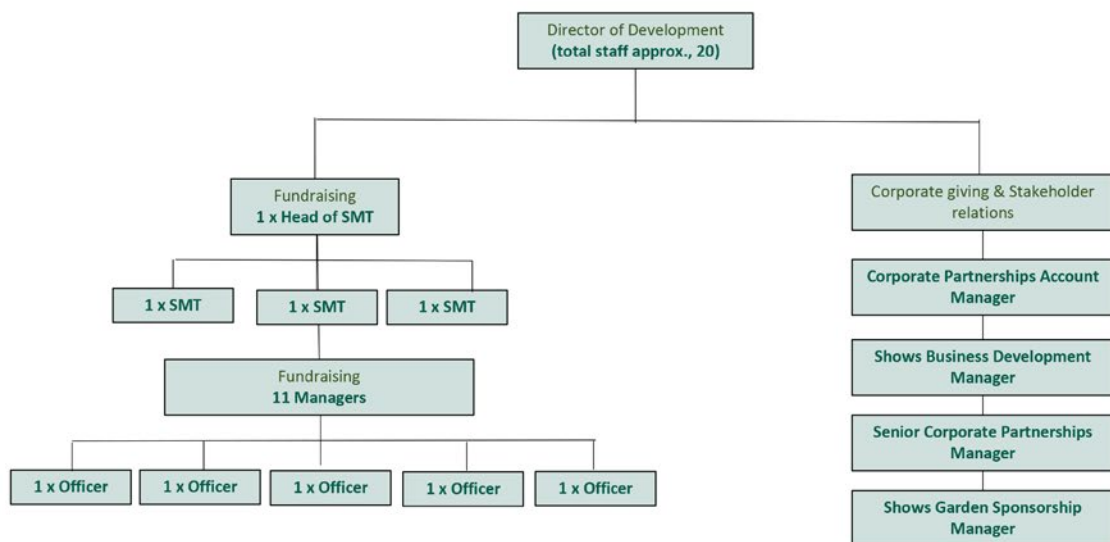 Director of Development
(total staff approx., 20)
Fundraising
1 x Head of SMT
1 x SMT
1 x SMT
1 x SMT
Fundraising
11 Managers
1 x Officer
1 x Officer
1 x Officer
1 x Officer
1 x Officer
Corporate giving & Stakeholder
relations
Corporate Partnerships Account
Manager
Shows Business Development
Manager
Senior Corporate Partnerships
Manager
Shows Garden Sponsorship
Manager